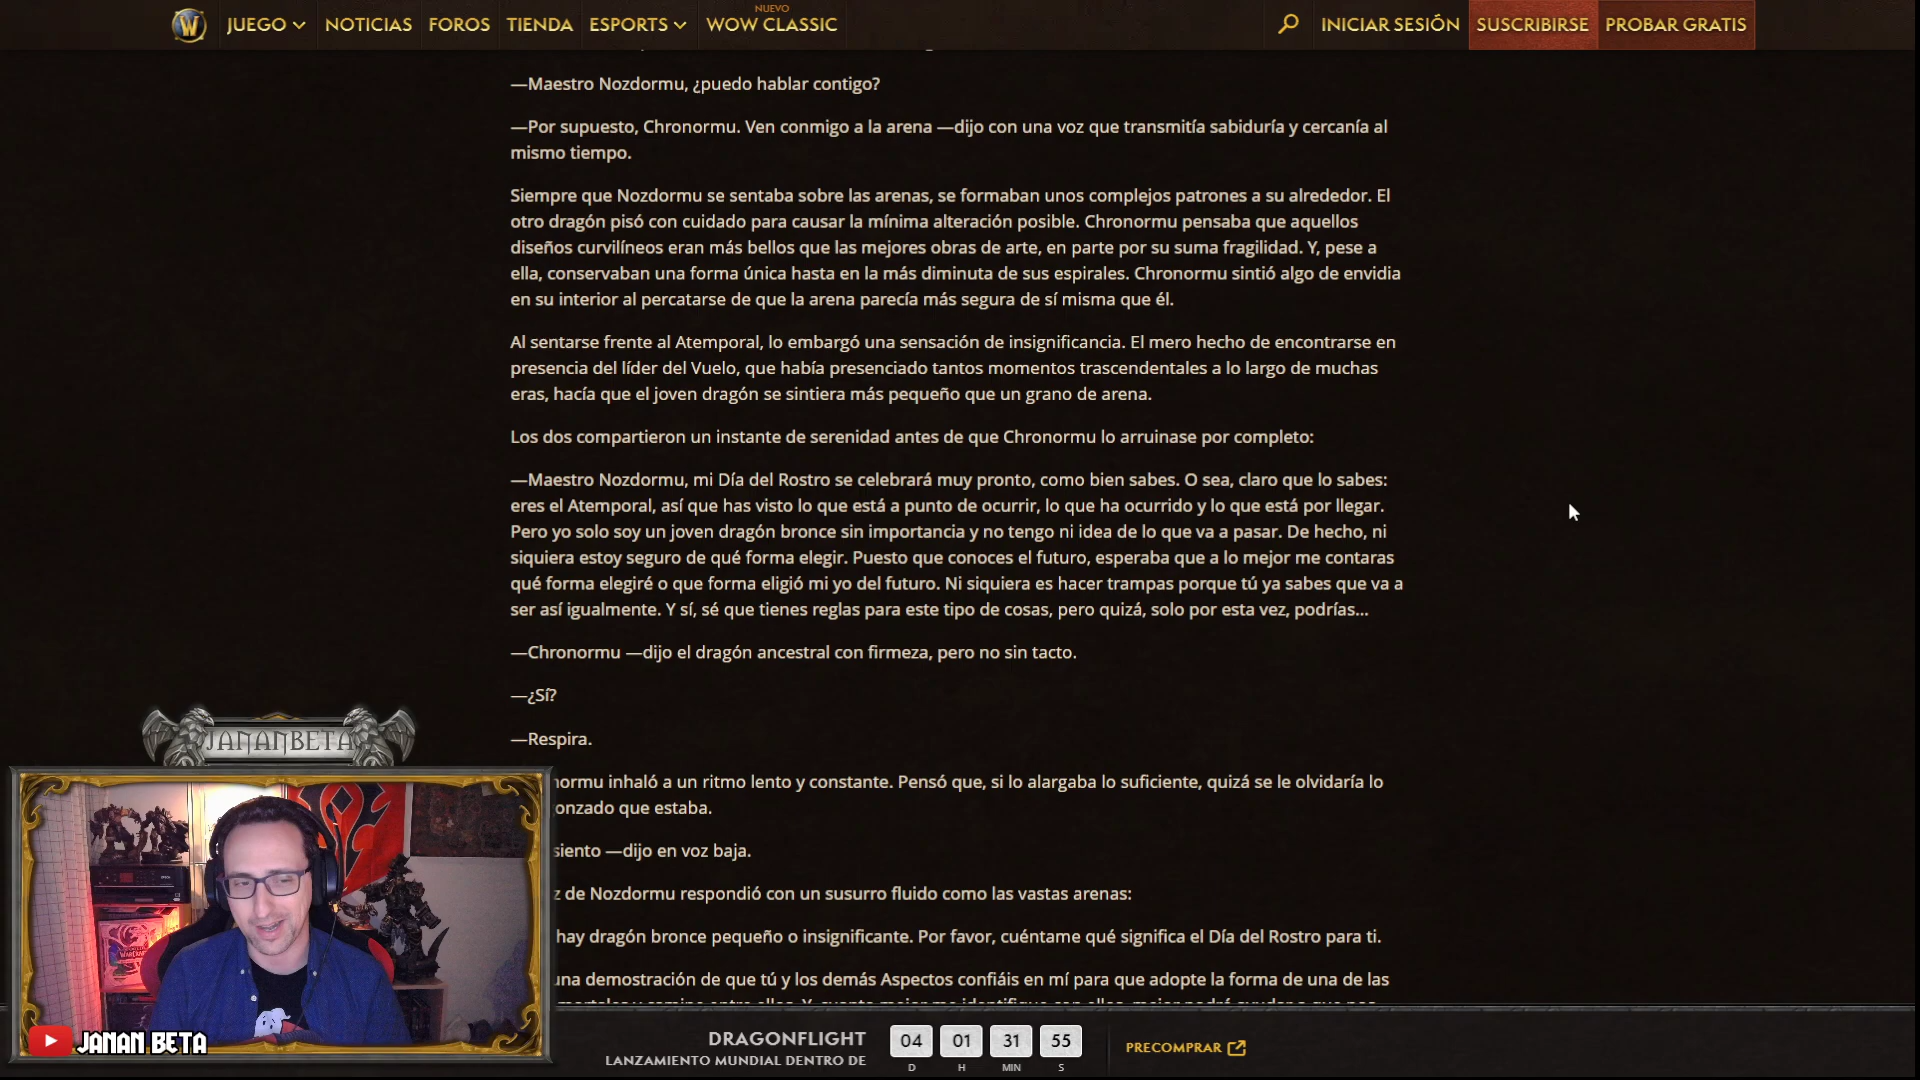 JUEGO
NOTICIAS
FOROS
TIENDA
ESPORTS
NUEVO
WOW CLASSIC
INICIAR SESIÓN
SUSCRIBIRSE
PROBAR GRATIS
—Maestro Nozdormu, ¿puedo hablar contigo?
—Por supuesto, Chronormu. Ven conmigo a la arena —dijo con una voz que transmitía sabiduría y cercanía al
mismo tiempo.
Siempre que Nozdormu se sentaba sobre las arenas, se formaban unos complejos patrones a su alrededor. El
otro dragón pisó con cuidado para causar la mínima alteración posible. Chronormu pensaba que aquellos
diseños curvilíneos eran más bellos que las mejores obras de arte, en parte por su suma fragilidad. Y, pese a
ella, conservaban una forma única hasta en la más diminuta de sus espirales. Chronormu sintió algo de envidia
en su interior al percatarse de que la arena parecía más segura de sí misma que él.
Al sentarse frente al Atemporal, lo embargó una sensación de insignificancia. El mero hecho de encontrarse en
presencia del líder del Vuelo, que había presenciado tantos momentos trascendentales a lo largo de muchas
eras, hacía que el joven dragón se sintiera más pequeño que un grano de arena.
Los dos compartieron un instante de serenidad antes de que Chronormu lo arruinase por completo:
—Maestro Nozdormu, mi Día del Rostro se celebrará muy pronto, como bien sabes. O sea, claro que lo sabes:
eres el Atemporal, así que has visto lo que está a punto de ocurrir, lo que ha ocurrido y lo que está por llegar.
Pero yo solo soy un joven dragón bronce sin importancia y no tengo ni idea de lo que va a pasar. De hecho, ni
siquiera estoy seguro de qué forma elegir. Puesto que conoces el futuro, esperaba que a lo mejor me contaras
qué forma elegiré o que forma eligió mi yo del futuro. Ni siquiera es hacer trampas porque tú ya sabes que va a
ser así igualmente. Y sí, sé que tienes reglas para este tipo de cosas, pero quizá, solo por esta vez, podrías...
—Chronormu —dijo el dragón ancestral con firmeza, pero no sin tacto.
—¿Sí?
—Respira.
normu inhaló a un ritmo lento y constante. Pensó que, si lo alargaba lo suficiente, quizá se le olvidaría lo
onzado que estaba.
siento —dijo en voz baja.
z de Nozdormu respondió con un susurro fluido como las vastas arenas:
hay dragón bronce pequeño o insignificante. Por favor, cuéntame qué significa el Día del Rostro para ti.
una demostración de que tú y los demás Aspectos confiáis en mí para que adopte la forma de una de las
JANANBETA
JANAN BETA
DRAGONFLIGHT
LANZAMIENTO MUNDIAL DENTRO DE
04 01 31 55
D H MIN S
PRECOMPRAR